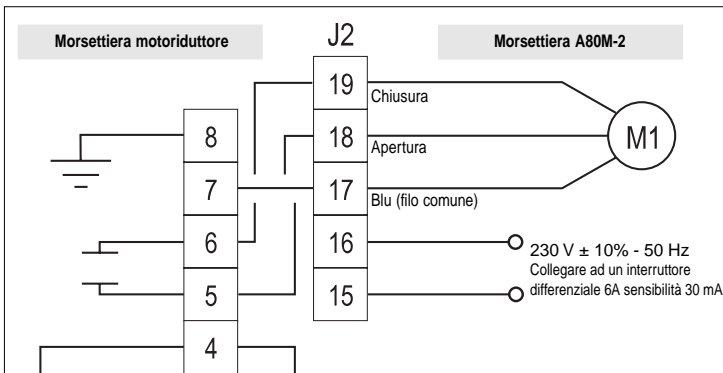 Morsettiera motoriduttore
J2
Morsettiera A80M-2
19
Chiusura
8
18
Apertura
M1
7
17
Blu (filo comune)
6
16
230 V ± 10% - 50 Hz
Collegare ad un interruttore
differenziale 6A sensibilità 30 mA
5
15
4